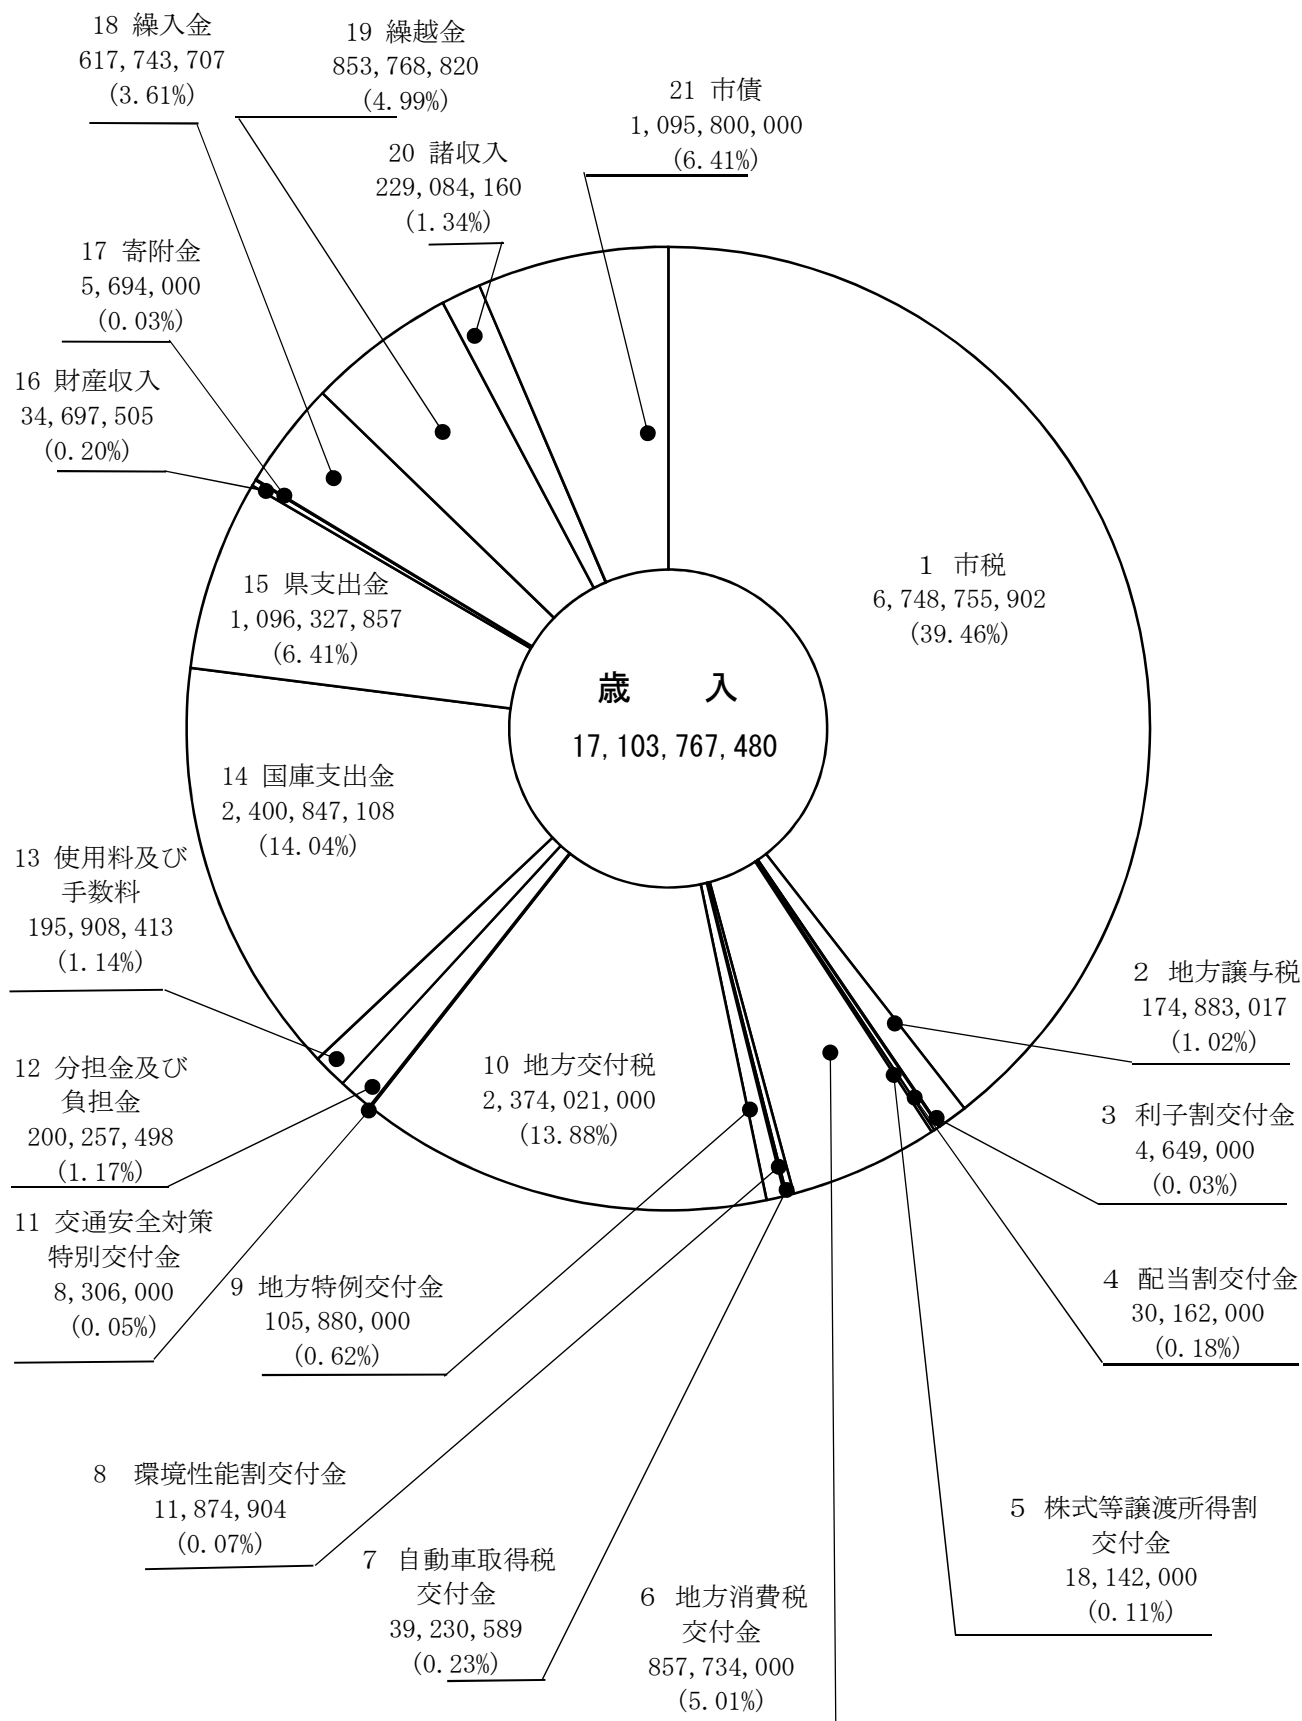 18 繰入金
617,743,707
(3.61%)
19 繰越金
853,768,820
(4.99%)
20 諸収入
229,084,160
(1.34%)
21 市債
1,095,800,000
(6.41%)
17 寄附金
5,694,000
(0.03%)
16 財産収入
34,697,505
(0.20%)
15 県支出金
1,096,327,857
(6.41%)
1 市税
6,748,755,902
(39.46%)
歳 入
17,103,767,480
14 国庫支出金
2,400,847,108
(14.04%)
13 使用料及び
手数料
195,908,413
(1.14%)
12 分担金及び
負担金
200,257,498
(1.17%)
11 交通安全対策
特別交付金
8,306,000
(0.05%)
10 地方交付税
2,374,021,000
(13.88%)
2 地方譲与税
174,883,017
(1.02%)
3 利子割交付金
4,649,000
(0.03%)
4 配当割交付金
30,162,000
(0.18%)
9 地方特例交付金
105,880,000
(0.62%)
8 環境性能割交付金
11,874,904
(0.07%)
7 自動車取得税
交付金
39,230,589
(0.23%)
6 地方消費税
交付金
857,734,000
(5.01%)
5 株式等譲渡所得割
交付金
18,142,000
(0.11%)